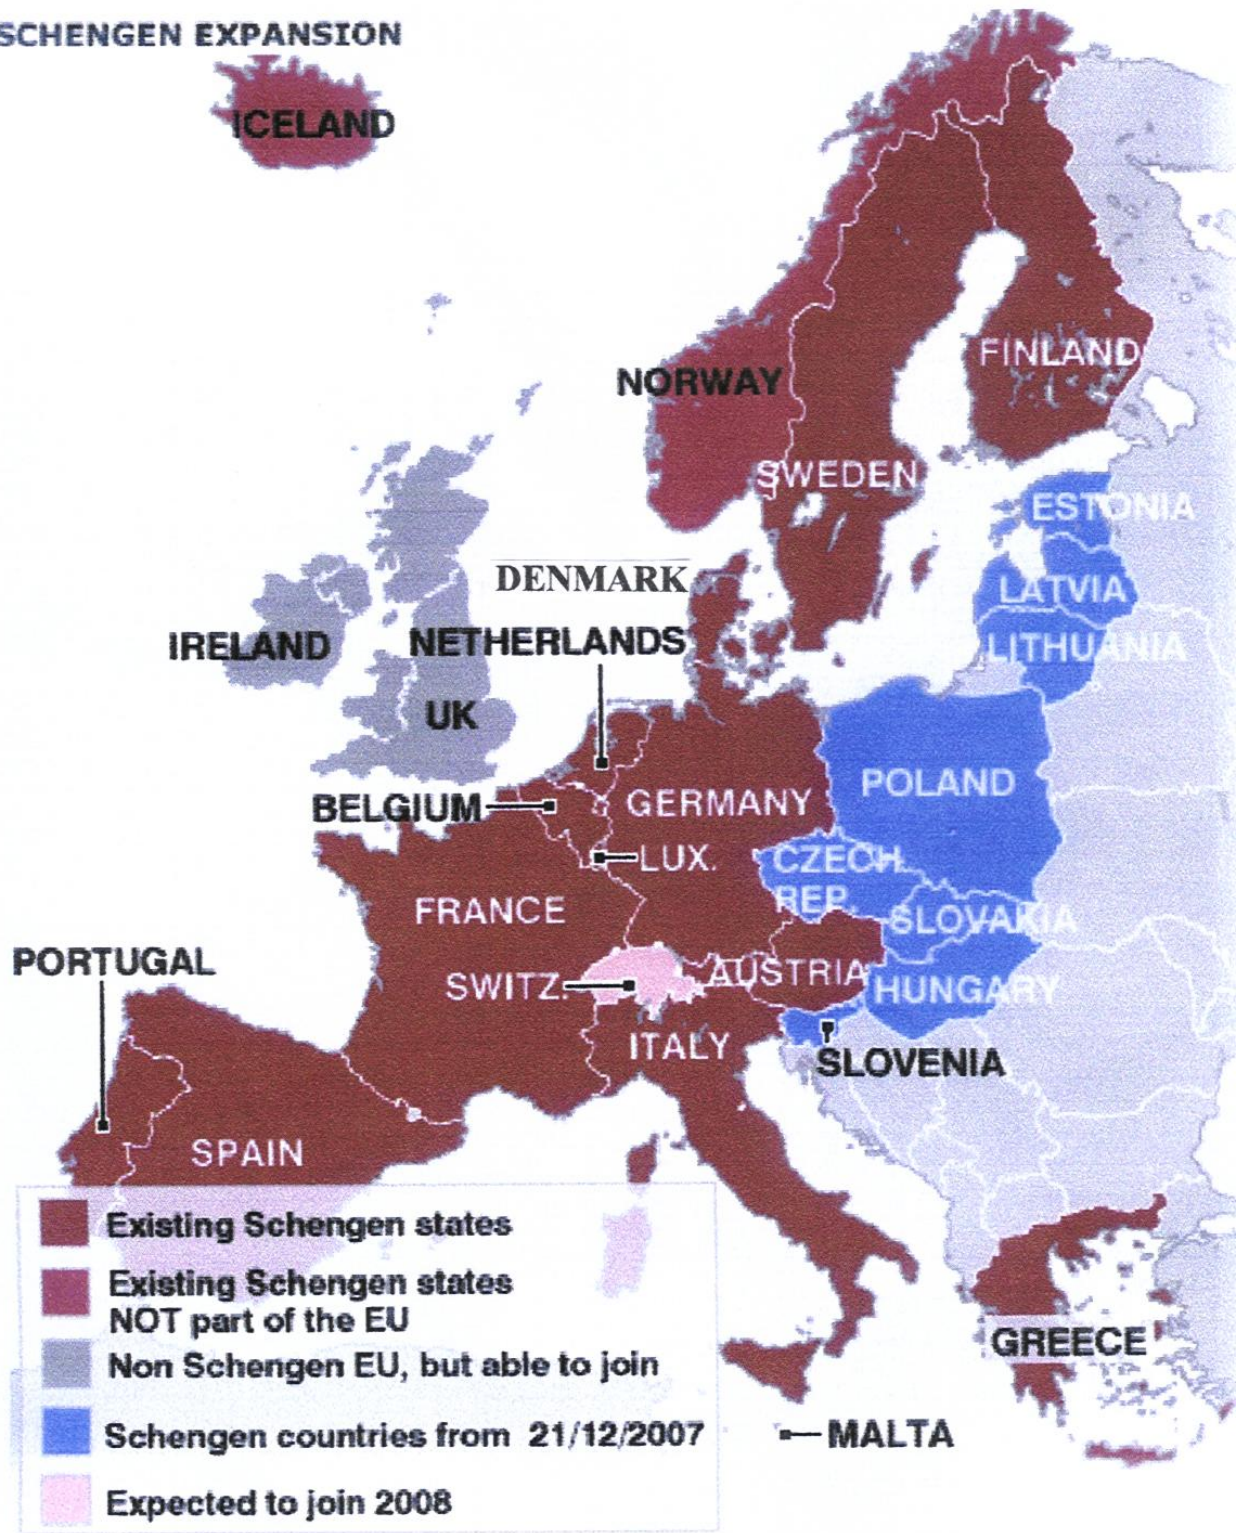 SCHENGEN EXPANSION
ICELAND
FINLAND
NORWAY
SWEDEN
ESTONIA
DENMARK
LATVIA
IRELAND
NETHERLANDS
LITHUANIA
UK
POLAND
BELGIUM
GERMANY
LUX.
CZECH
REP.
FRANCE
SLOVAKIA
PORTUGAL
SWITZ.
AUSTRIA
HUNGARY
ITALY
SLOVENIA
SPAIN
Existing Schengen states
Existing Schengen states
NOT part of the EU
GREECE
Non Schengen EU, but able to join
Schengen countries from 21/12/2007
MALTA
Expected to join 2008